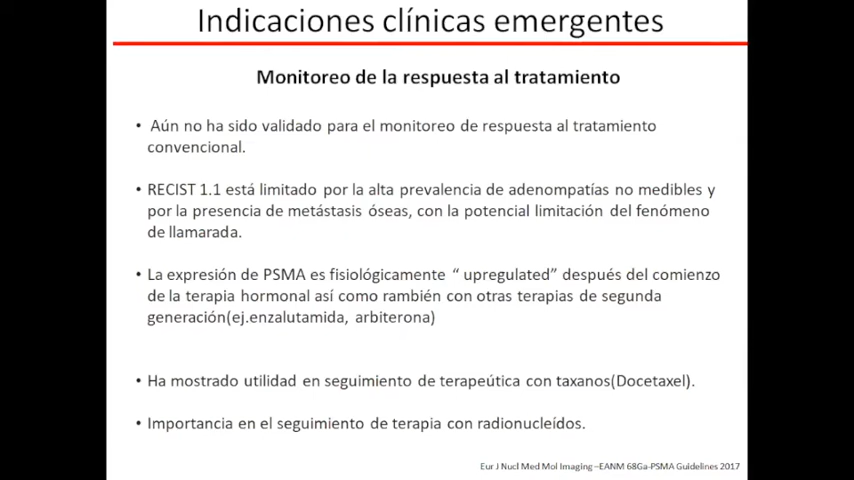 Indicaciones clínicas emergentes
Monitoreo de la respuesta al tratamiento
• Aún no ha sido validado para el monitoreo de respuesta al tratamiento
convencional.
• RECIST 1.1 está limitado por la alta prevalencia de adenompatías no medibles y
por la presencia de metástasis óseas, con la potencial limitación del fenómeno
de llamarada.
• La expresión de PSMA es fisiológicamente “ upregulated” después del comienzo
de la terapia hormonal así como rambién con otras terapias de segunda
generación(ej.enzalutamida, arbiterona)
• Ha mostrado utilidad en seguimiento de terapeútica con taxanos(Docetaxel).
• Importancia en el seguimiento de terapia con radionucleídos.
Eur J Nucl Med Mol Imaging –EANM 68Ga-PSMA Guidelines 2017